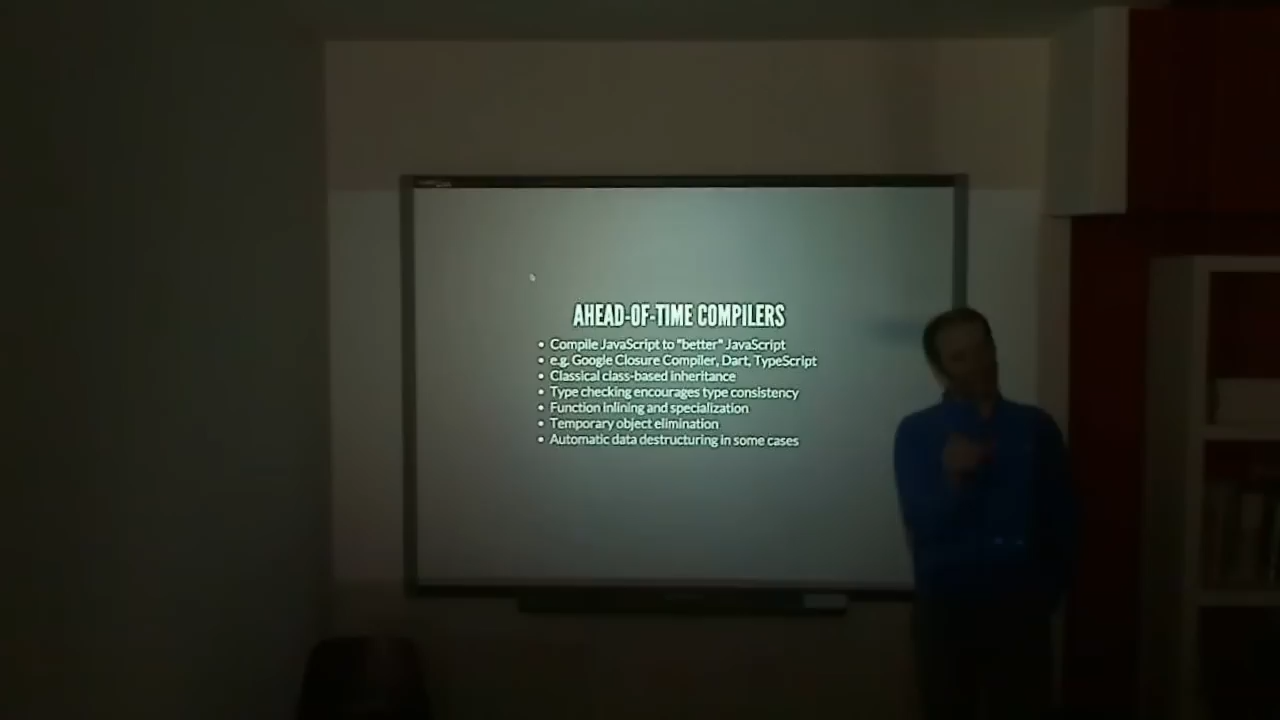 AHEAD-OF-TIME COMPILERS
• Compile JavaScript to "better" JavaScript
• e.g. Google Closure Compiler, Dart, TypeScript
• Classical class-based inheritance
• Type checking encourages type consistency
• Function inlining and specialization
• Temporary object elimination
• Automatic data destructuring in some cases